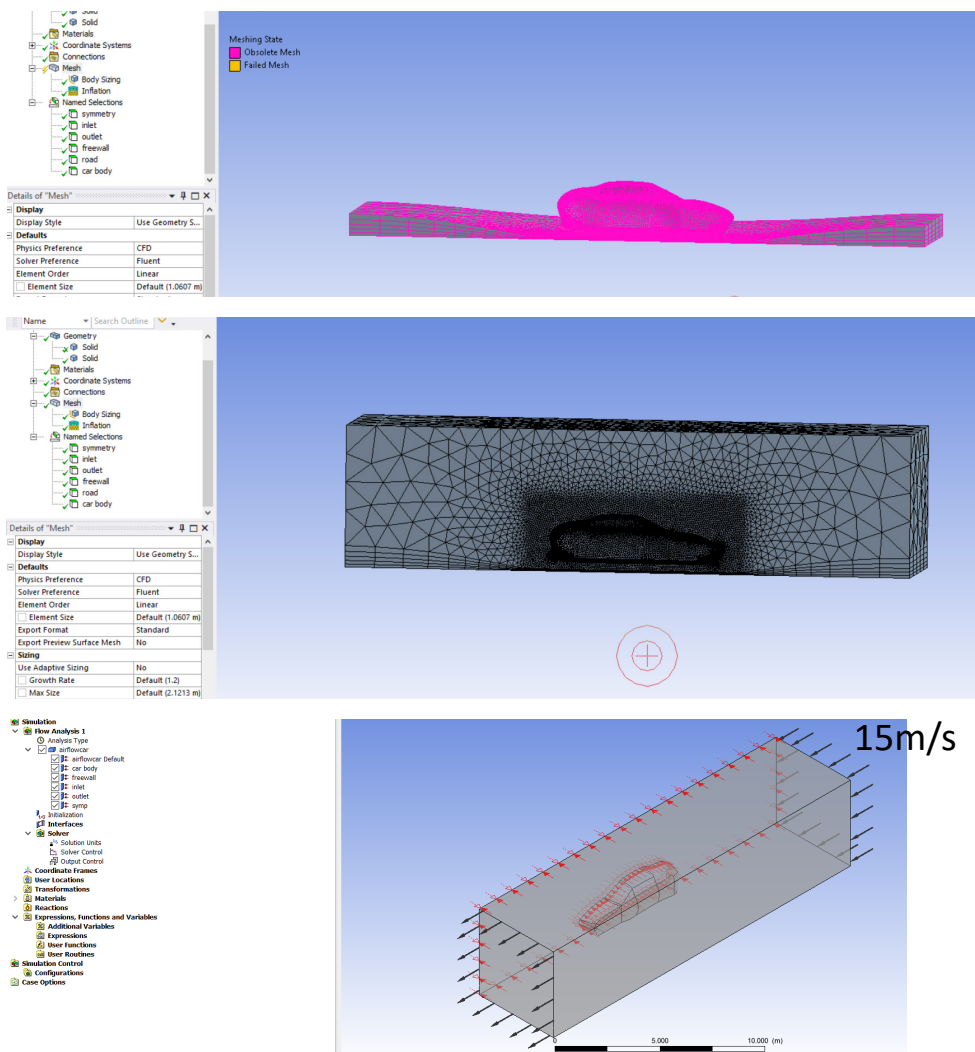 Solid
Solid
Materials
Coordinate Systems
Connections
Mesh
Body Sizing
Inflation
Named Selections
symmetry
inlet
outlet
freewall
road
car body
Details of "Mesh"
Display
Display Style Use Geometry S...
Defaults
Physics Preference CFD
Solver Preference Fluent
Element Order Linear
Element Size Default (1.0607 m)
Meshing State
Obsolete Mesh
Failed Mesh
Name Search Outline
Geometry
Solid
Solid
Materials
Coordinate Systems
Connections
Mesh
Body Sizing
Inflation
Named Selections
symmetry
inlet
outlet
freewall
road
car body
Details of "Mesh"
Display
Display Style Use Geometry S...
Defaults
Physics Preference CFD
Solver Preference Fluent
Element Order Linear
Element Size Default (1.0607 m)
Export Format Standard
Export Preview Surface Mesh No
Sizing
Use Adaptive Sizing No
Growth Rate Default (1.2)
Max Size Default (2.1213 m)
Simulation
Flow Analysis 1
Analysis Type
airflowcar
airflowcar Default
car body
freewall
inlet
outlet
symp
Initialization
Interfaces
Solver
Solution Units
Solver Control
Output Control
Coordinate Frames
User Locations
Transformations
Materials
Reactions
Expressions, Functions and Variables
Additional Variables
Expressions
User Functions
User Routines
Simulation Control
Configurations
Case Options
15m/s
0 5.000 10.000 (m)